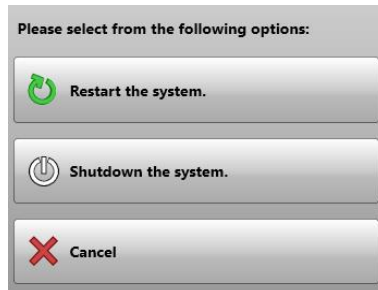 Please select from the following options:
Restart the system.
Shutdown the system.
Cancel